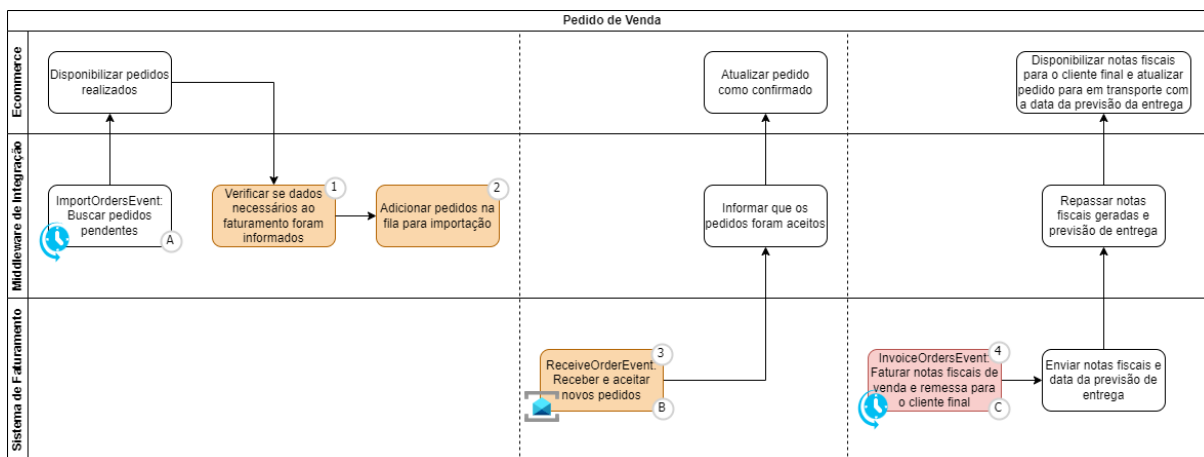 Pedido de Venda
Ecommerce
Disponibilizar pedidos
realizados
Atualizar pedido
como confirmado
Disponibilizar notas fiscais
para o cliente final e atualizar
pedido para em transporte com
a data da previsão da entrega
Middleware de Integração
ImportOrdersEvent:
Buscar pedidos
pendentes
A
1
Verificar se dados
necessários ao
faturamento foram
informados
2
Adicionar pedidos na
fila para importação
Informar que os
pedidos foram aceitos
Repassar notas
fiscais geradas e
previsão de entrega
Sistema de Faturamento
3
ReceiveOrderEvent:
Receber e aceitar
novos pedidos
B
4
InvoiceOrdersEvent:
Faturar notas fiscais de
venda e remessa para
o cliente final
C
Enviar notas fiscais e
data da previsão de
entrega